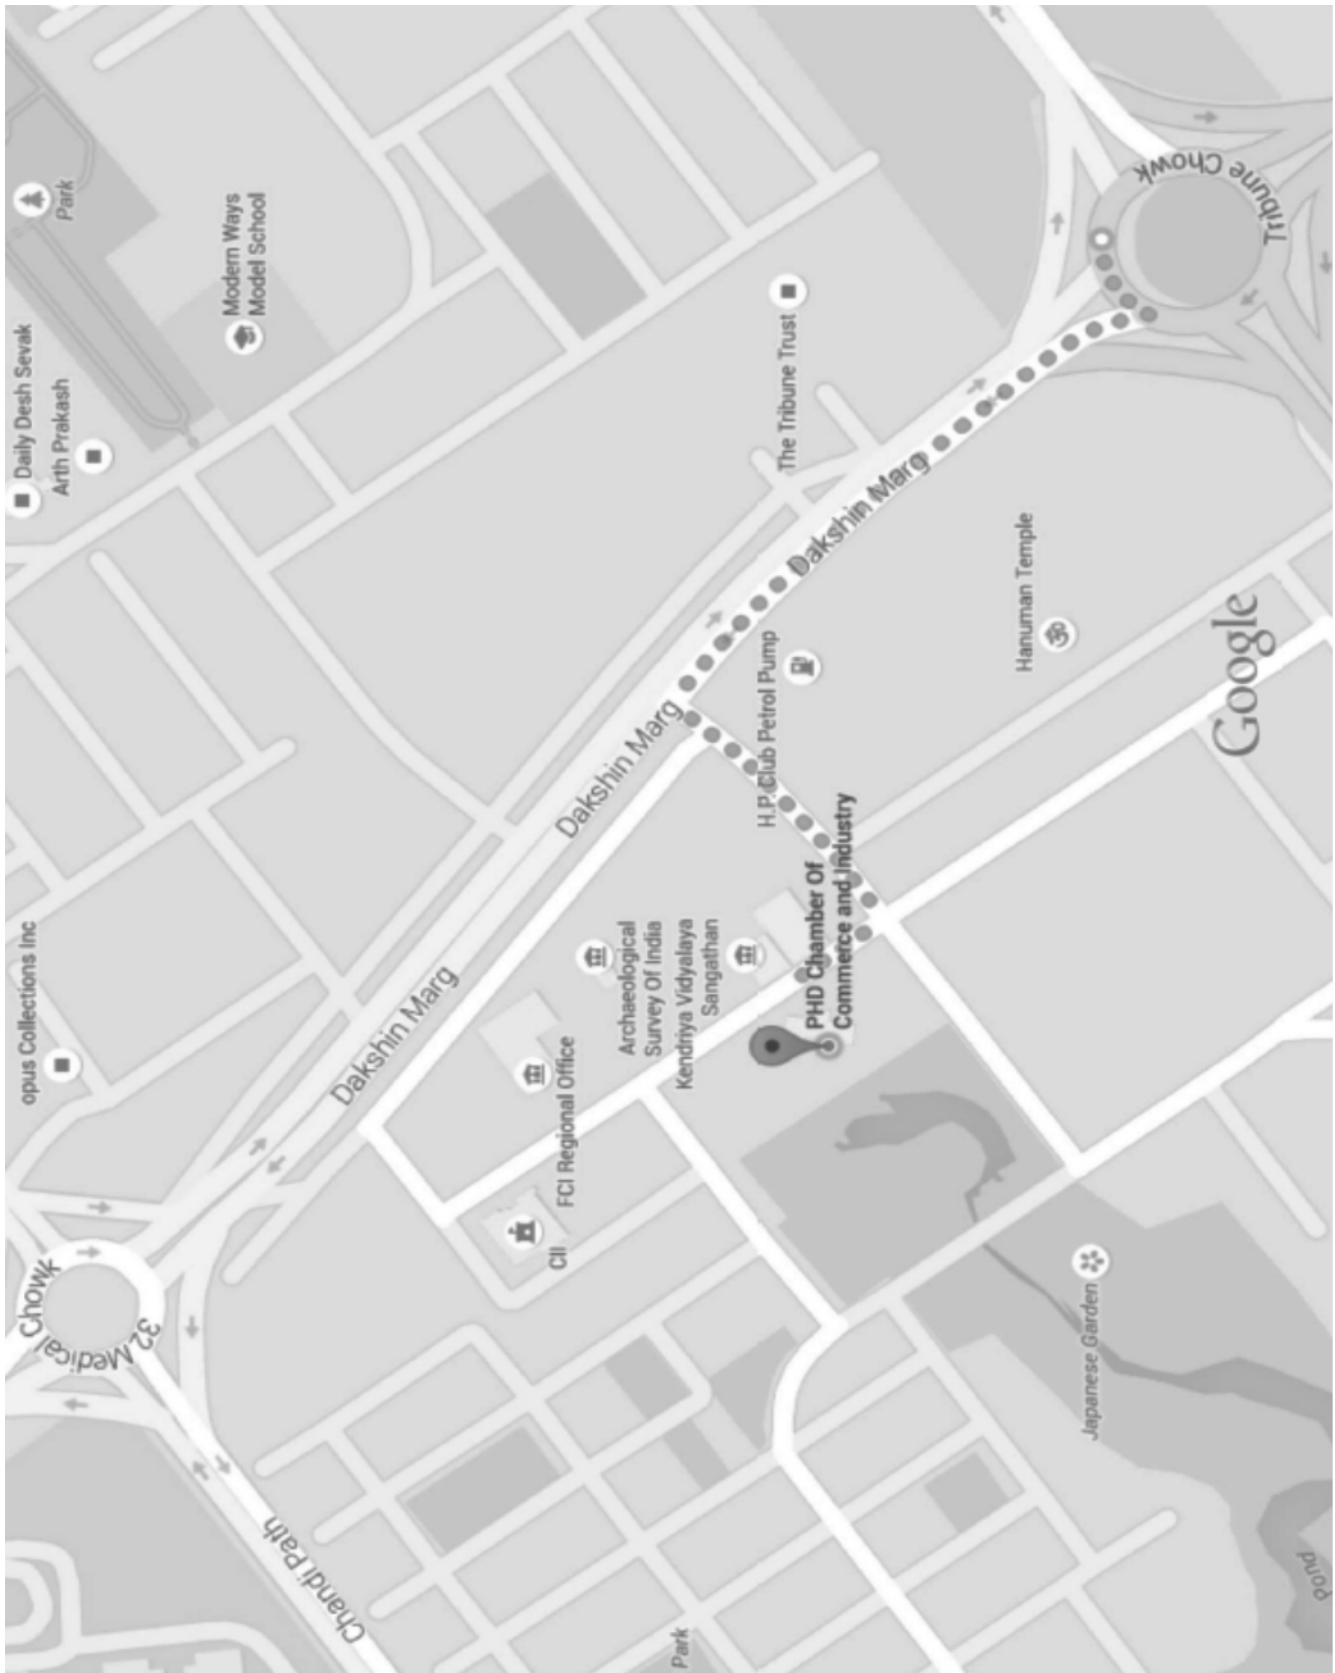 Park
Modern Ways
Model School
Daily Desh Sevak
Arth Prakash
Tribune Chowk
The Tribune Trust
Dakshin Marg
Hanuman Temple
H.P.Club Petrol Pump
Dakshin Marg
Google
PHD Chamber Of
Commerce and Industry
Archaeological
Survey Of India
Kendriya Vidyalaya
Sangathan
opus Collections Inc
Dakshin Marg
FCI Regional Office
CII
32 Medical Chowk
Japanese Garden
Chandi Path
Park
Pond